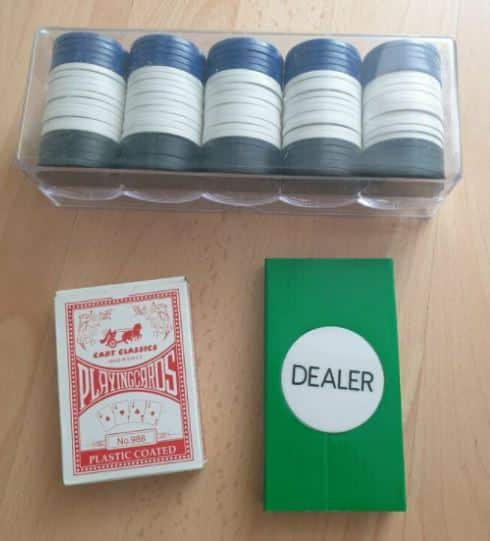 CART CLASSICS
PLAYINGCARDS
No.988
PLASTIC COATED
DEALER